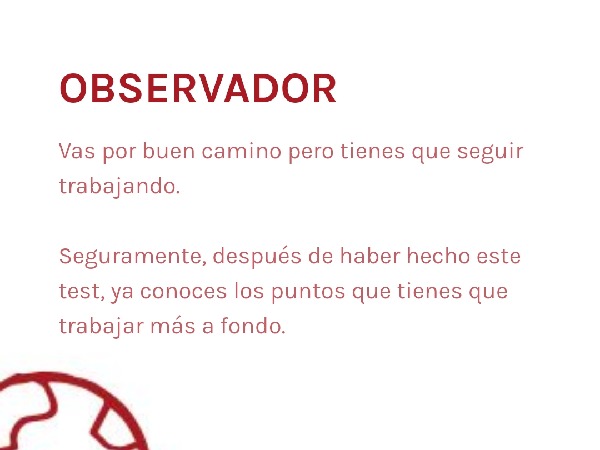 OBSERVADOR
Vas por buen camino pero tienes que seguir
trabajando.
Seguramente, después de haber hecho este
test, ya conoces los puntos que tienes que
trabajar más a fondo.